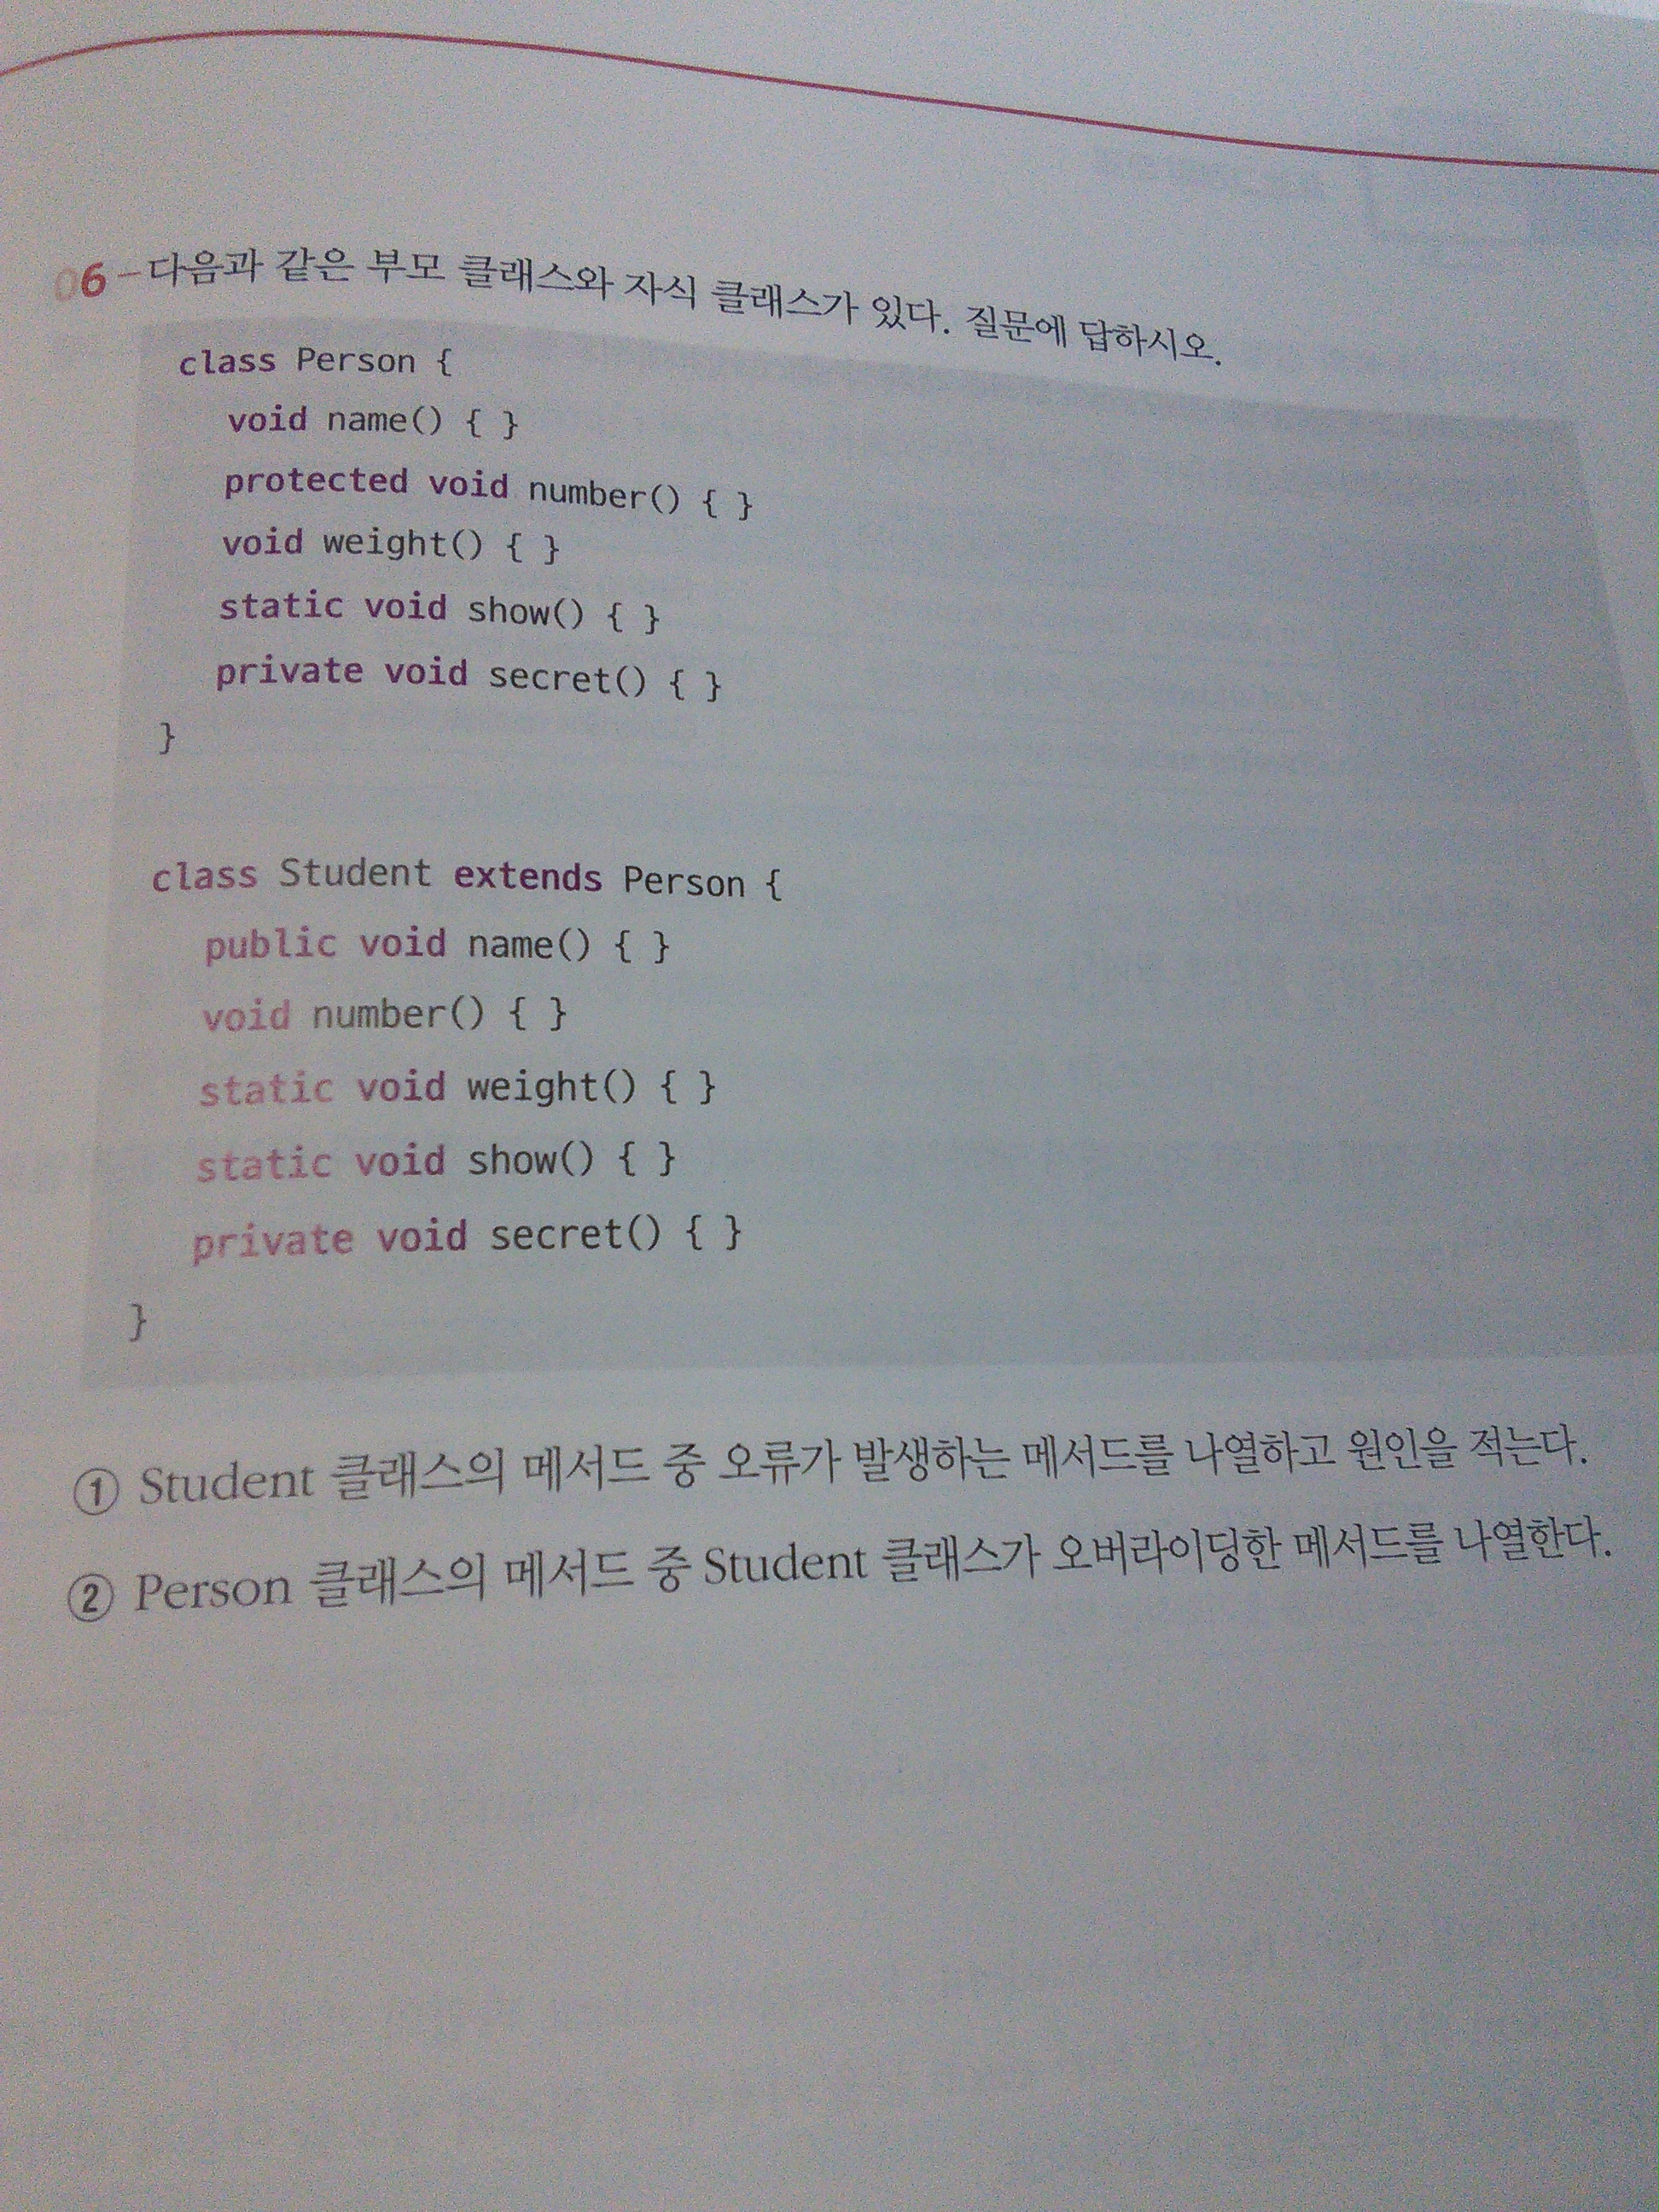 06 – 다음과 같은 부모 클래스와 자식 클래스가 있다. 질문에 답하시오.
class Person {
void name() { }
protected void number() { }
void weight() { }
static void show() { }
private void secret() { }
}
class Student extends Person {
public void name() { }
void number() { }
static void weight() { }
static void show() { }
private void secret() { }
}
① Student 클래스의 메서드 중 오류가 발생하는 메서드를 나열하고 원인을 적는다.
② Person 클래스의 메서드 중 Student 클래스가 오버라이딩한 메서드를 나열한다.